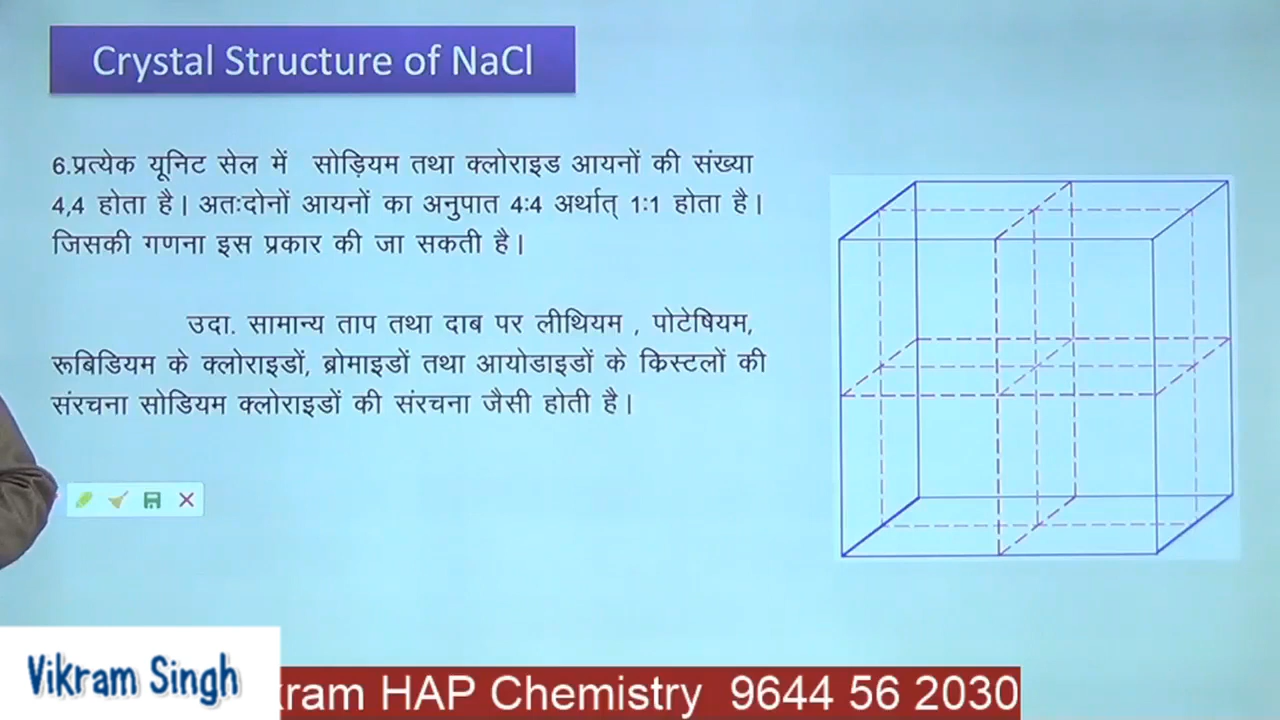 Crystal Structure of NaCl
6.प्रत्येक यूनिट सेल में सोड़ियम तथा क्लोराइड आयनों की संख्या
4,4 होता है। अतःदोनों आयनों का अनुपात 4:4 अर्थात् 1:1 होता है।
जिसकी गणना इस प्रकार की जा सकती है।
उदा. सामान्य ताप तथा दाब पर लीथियम , पोटेषियम,
रूबिडियम के क्लोराइडों, ब्रोमाइडों तथा आयोडाइडों के क्रिस्टलों की
संरचना सोडियम क्लोराइडों की संरचना जैसी होती है।
Vikram Singh
kram HAP Chemistry 9644 56 2030